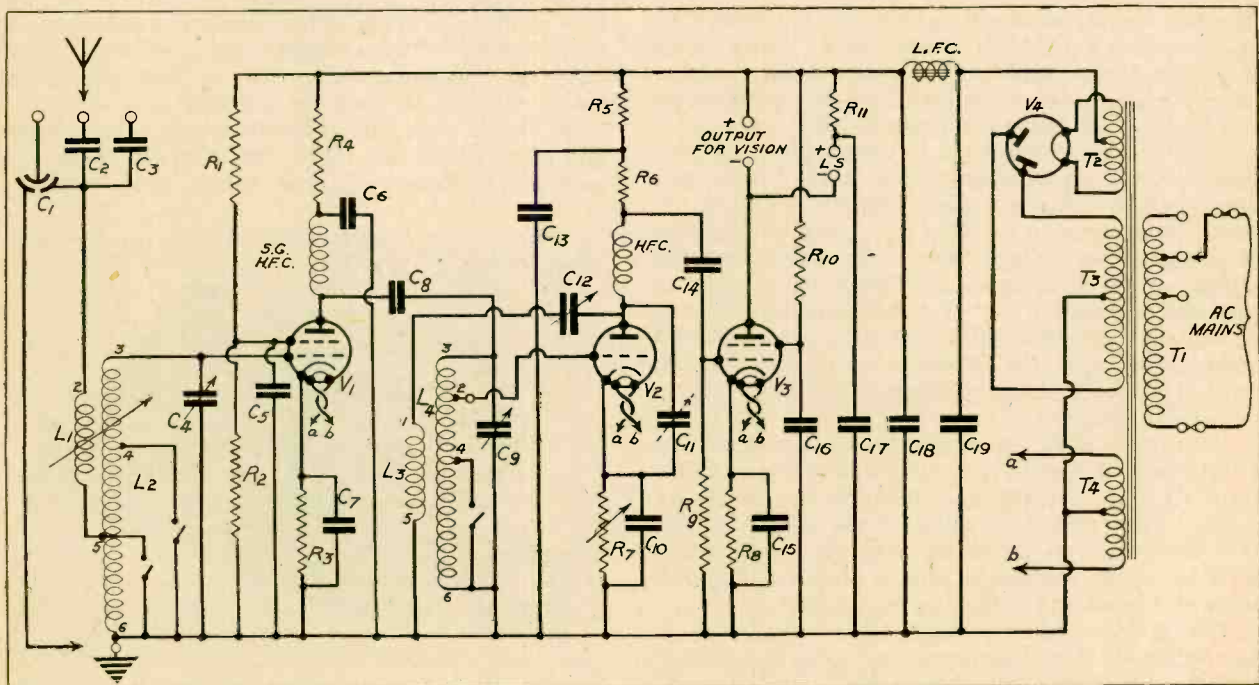 L.F.C.
C1
C2
C3
R1
R4
C6
R5
R6
C13
+
OUTPUT
FOR VISION
-
R11
+
LS
-
V4
T2
S.G.
H.F.C.
C8
C12
H.F.C.
C14
R10
T3
T1
AC
MAINS
3
2
L1
4
L2
5
6
C4
C5
V1
a b
R2
R3
C7
1
L3
5
3
2
L4
4
6
C9
V2
a b
C11
R7
C10
R9
V3
a b
R8
C15
C16
C17
C18
C19
a
T4
b